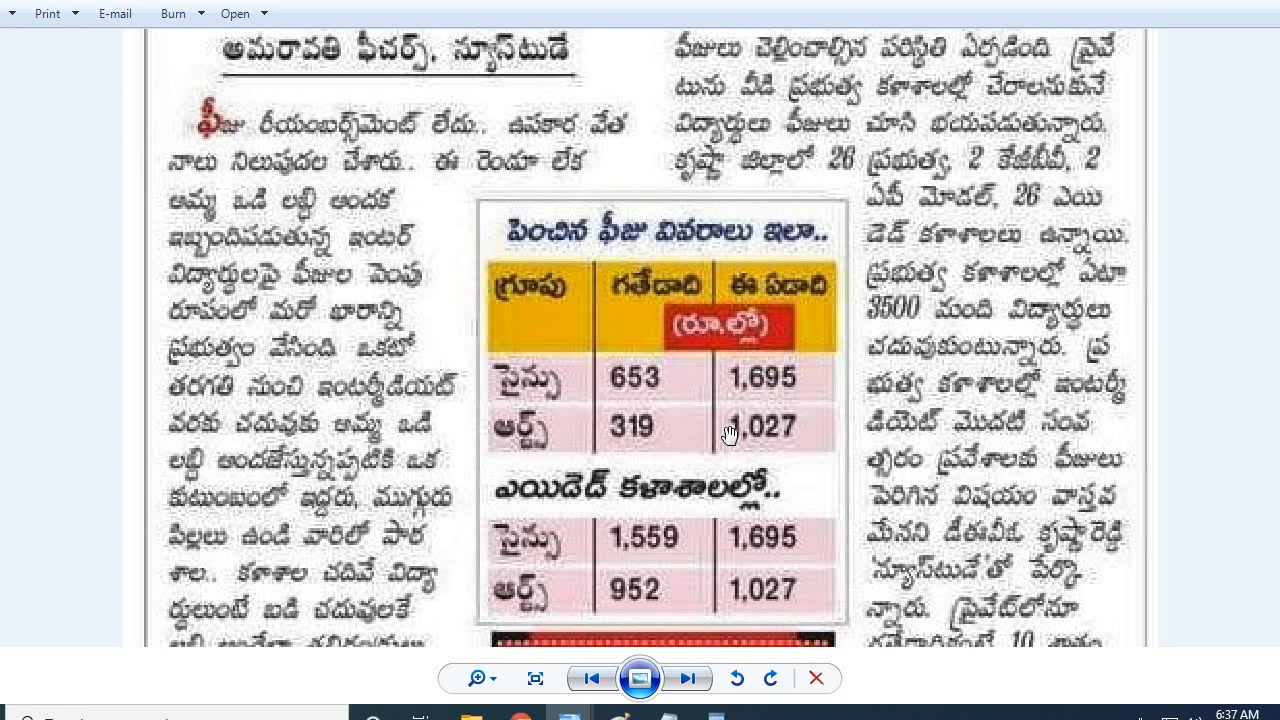 Print
E-mail
Burn
Open
అమరావతి ఫీచర్స్, న్యూస్‌టుడే
ఫీజు రీయంబర్స్‌మెంట్ లేదు.. ఉపకార వేత
నాలు నిలుపుదల చేశారు.. ఈ రెండూ లేక
అమ్మ ఒడి లబ్ధి అందక
ఇబ్బందిపడుతున్న ఇంటర్
విద్యార్థులపై ఫీజుల పెంపు
రూపంలో మరో భారాన్ని
ప్రభుత్వం వేసింది. ఒకటో
తరగతి నుంచి ఇంటర్మీడియట్
వరకు చదువుకు అమ్మ ఒడి
లబ్ధి అందజేస్తున్నప్పటికి ఒక
కుటుంబంలో ఇద్దరు, ముగ్గురు
పిల్లలు ఉండి వారిలో పాఠ
శాల.. కళాశాల చదివే విద్యా
ర్థులుంటే బడి చదువులకే
పెంచిన ఫీజు వివరాలు ఇలా..
గ్రూపు గతేడాది ఈ ఏడాది
(రూ.ల్లో)
సైన్సు 653 1,695
ఆర్ట్స్ 319 1,027
ఎయిడెడ్ కళాశాలల్లో..
సైన్సు 1,559 1,695
ఆర్ట్స్ 952 1,027
ఫీజులు చెల్లించాల్సిన పరిస్థితి ఏర్పడింది. ప్రైవే
టును వీడి ప్రభుత్వ కళాశాలల్లో చేరాలనుకునే
విద్యార్థులు ఫీజులు చూసి భయపడుతున్నారు.
కృష్ణా జిల్లాలో 26 ప్రభుత్వ, 2 కేజీబీవీ, 2
ఏపీ మోడల్, 26 ఎయి
డెడ్ కళాశాలలు ఉన్నాయి.
ప్రభుత్వ కళాశాలల్లో ఏటా
3500 మంది విద్యార్థులు
చదువుకుంటున్నారు. ప్ర
భుత్వ కళాశాలల్లో ఇంటర్మీ
డియెట్ మొదటి సంవ
త్సరం ప్రవేశాలకు ఫీజులు
పెరిగిన విషయం వాస్తవ
మేనని డీఈవీఓ కృష్ణారెడ్డి
'న్యూస్‌టుడే'తో పేర్కొ
న్నారు. ప్రైవేట్‌లోనూ
6:37 AM